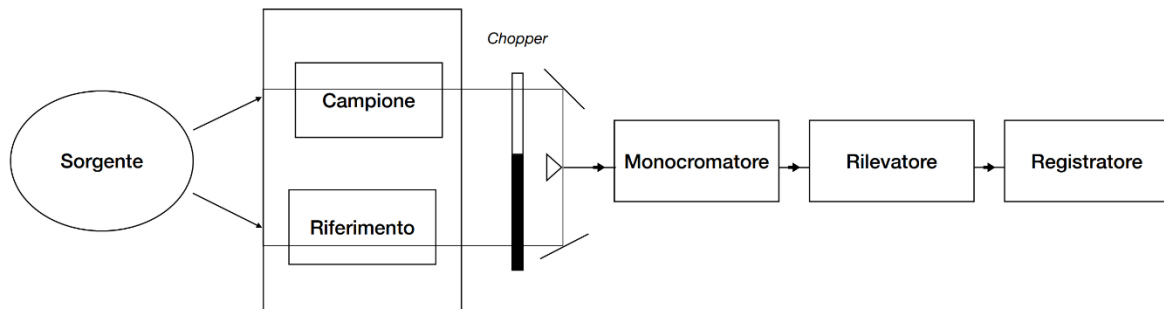 Chopper
Campione
Sorgente
Monocromatore
Rilevatore
Registratore
Riferimento